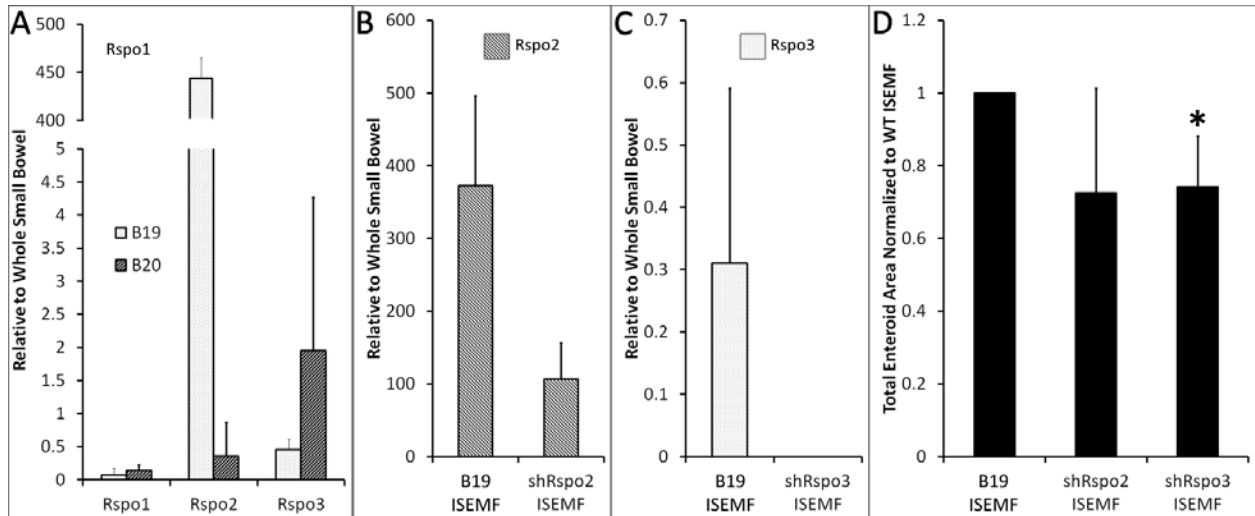 A
Relative to Whole Small Bowel
500
450
400
5
4.5
4
3.5
3
2.5
2
1.5
1
0.5
0
Rspo1
B19
B20
Rspo1 Rspo2 Rspo3
B
Relative to Whole Small Bowel
600
500
400
300
200
100
0
Rspo2
B19 shRspo2
ISEMF ISEMF
C
Relative to Whole Small Bowel
0.7
0.6
0.5
0.4
0.3
0.2
0.1
0
Rspo3
B19 shRspo3
ISEMF ISEMF
D
Total Enteroid Area Normalized to WT ISEMF
1.2
1
0.8
0.6
0.4
0.2
0
*
B19 shRspo2 shRspo3
ISEMF ISEMF ISEMF